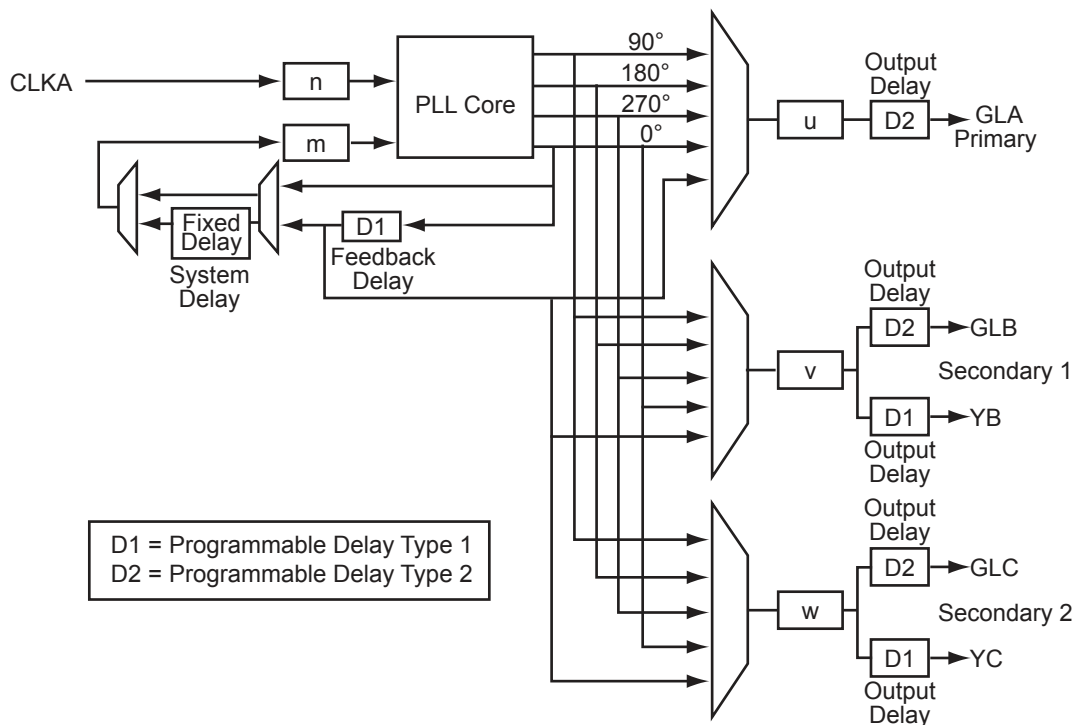 CLKA
n
m
PLL Core
90°
180°
270°
0°
Fixed
Delay
System
Delay
D1
Feedback
Delay
u
Output
Delay
D2
GLA
Primary
v
Output
Delay
D2
GLB
Secondary 1
D1
YB
Output
Delay
w
Output
Delay
D2
GLC
Secondary 2
D1
YC
Output
Delay
D1 = Programmable Delay Type 1
D2 = Programmable Delay Type 2